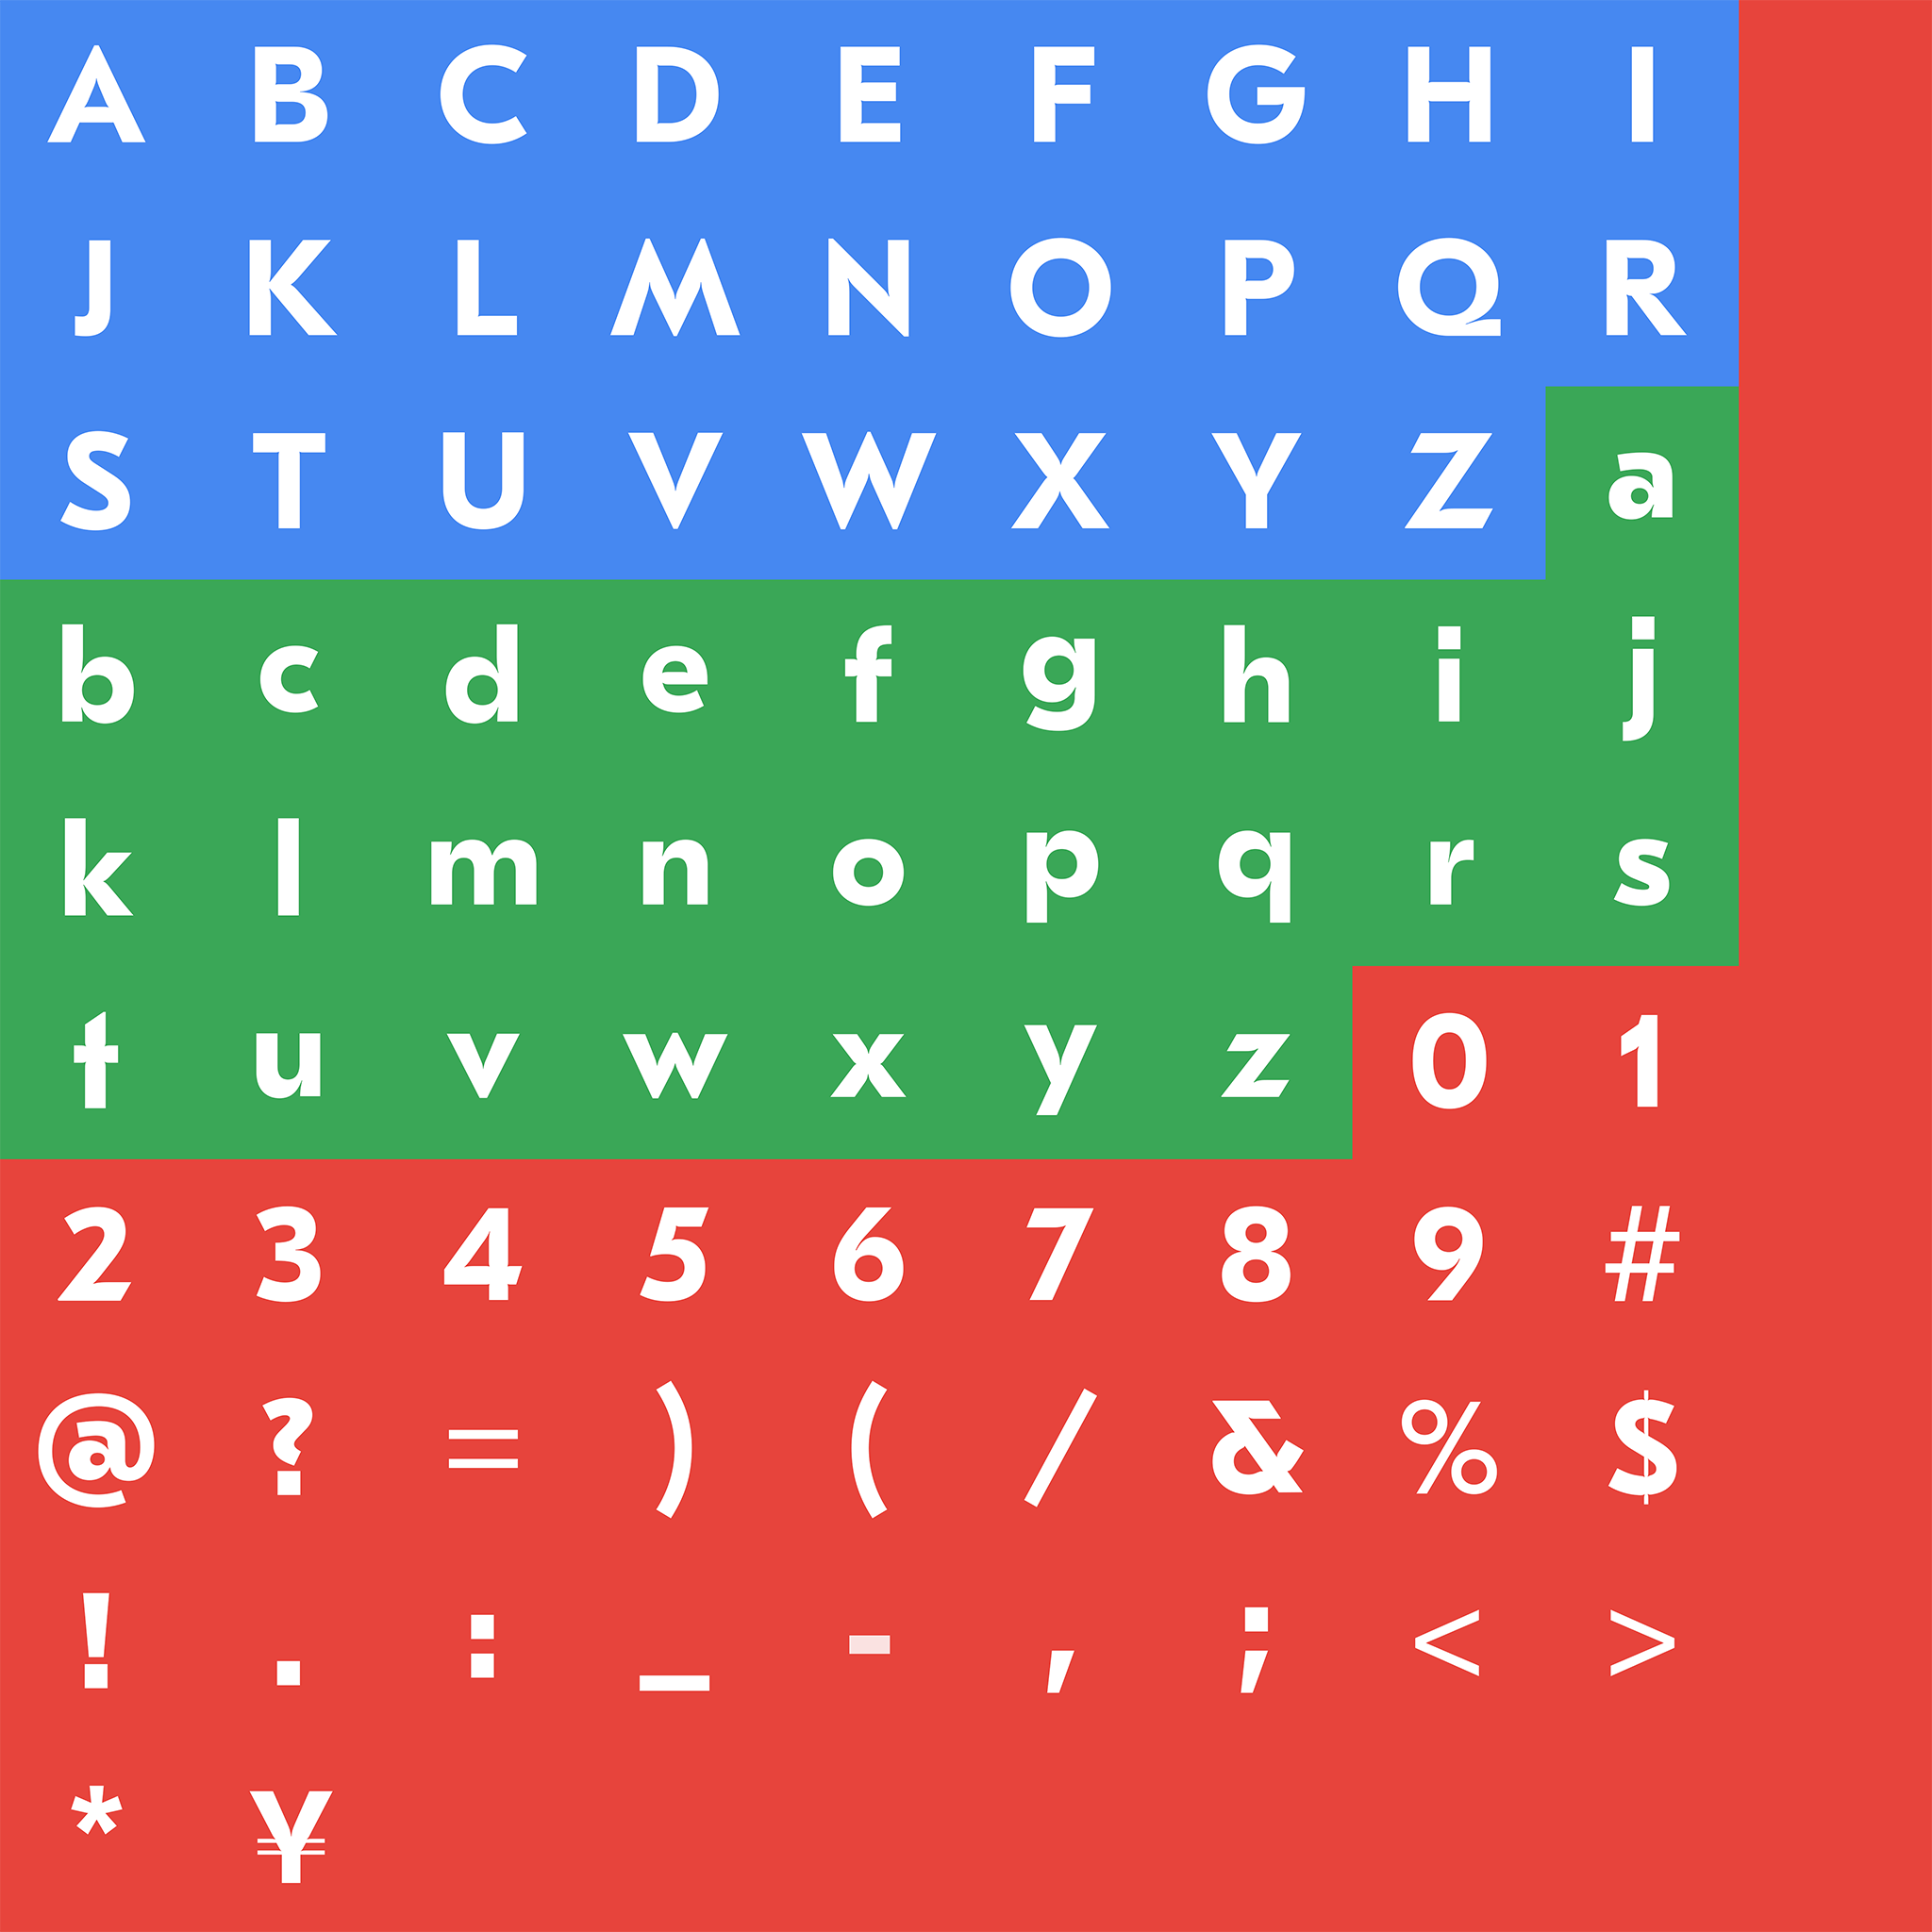 A B C D E F G H I
J K L M N O P Q R
S T U V W X Y Z a
b c d e f g h i j
k l m n o p q r s
t u v w x y z 0 1
2 3 4 5 6 7 8 9 #
@ ? = ) ( / & % $
! . : _ - , ; < >
* ¥